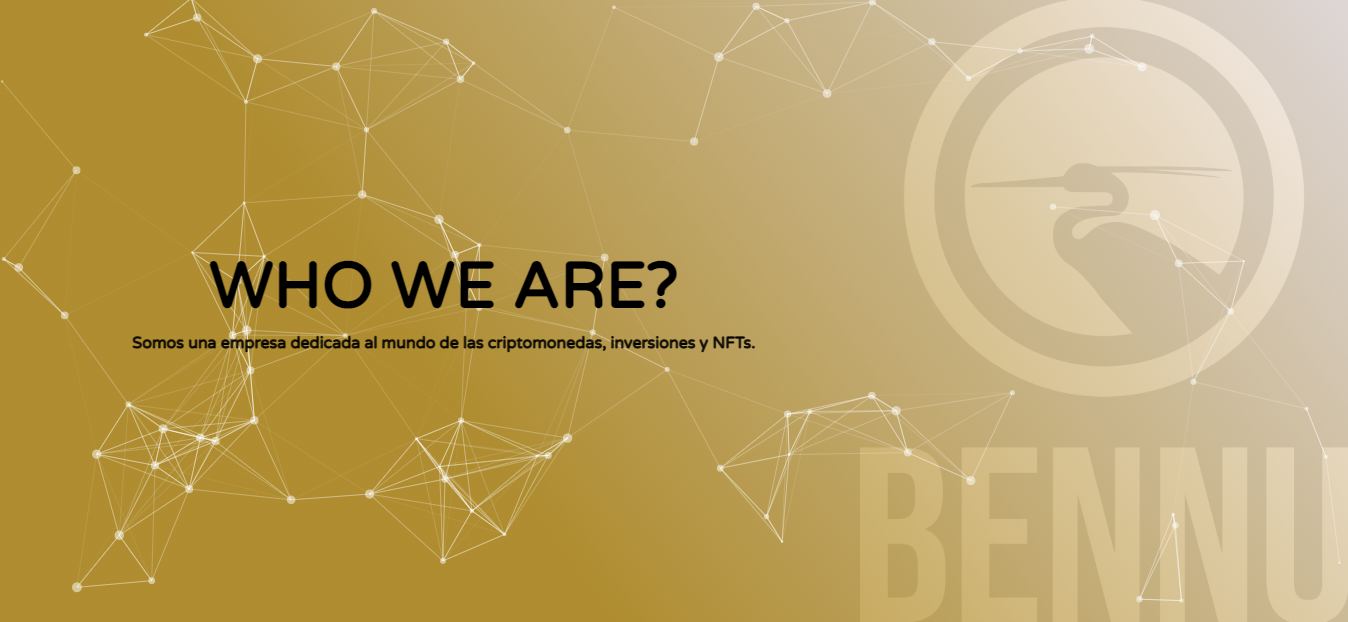 WHO WE ARE?
Somos una empresa dedicada al mundo de las criptomonedas, inversiones y NFTs.
BENNU